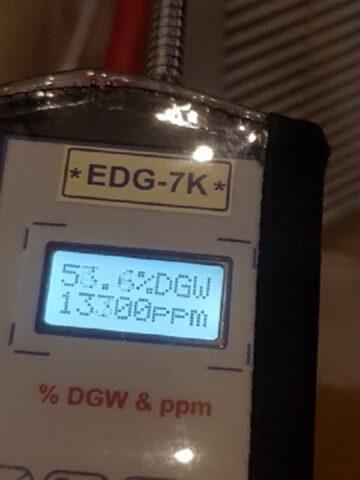 *EDG-7K*
53.6%DGW
13300ppm
% DGW & ppm